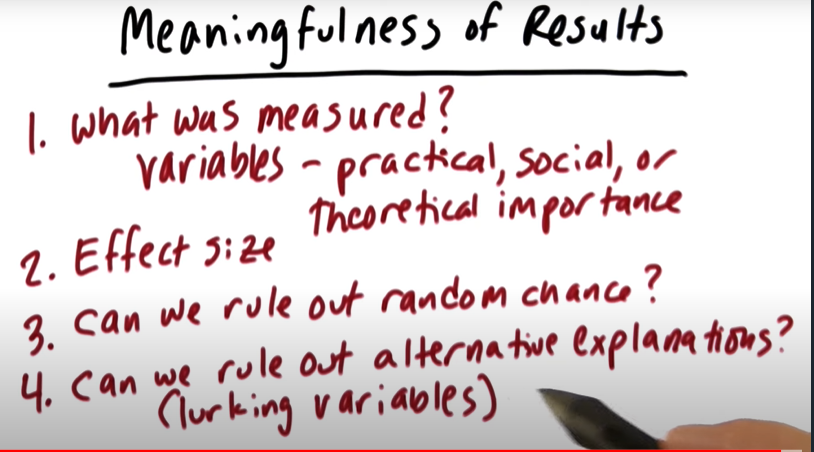 Meaningfulness of Results
1. What was measured?
variables - practical, social, or
theoretical importance
2. Effect size
3. Can we rule out random chance?
4. Can we rule out alternative explanations?
(lurking variables)